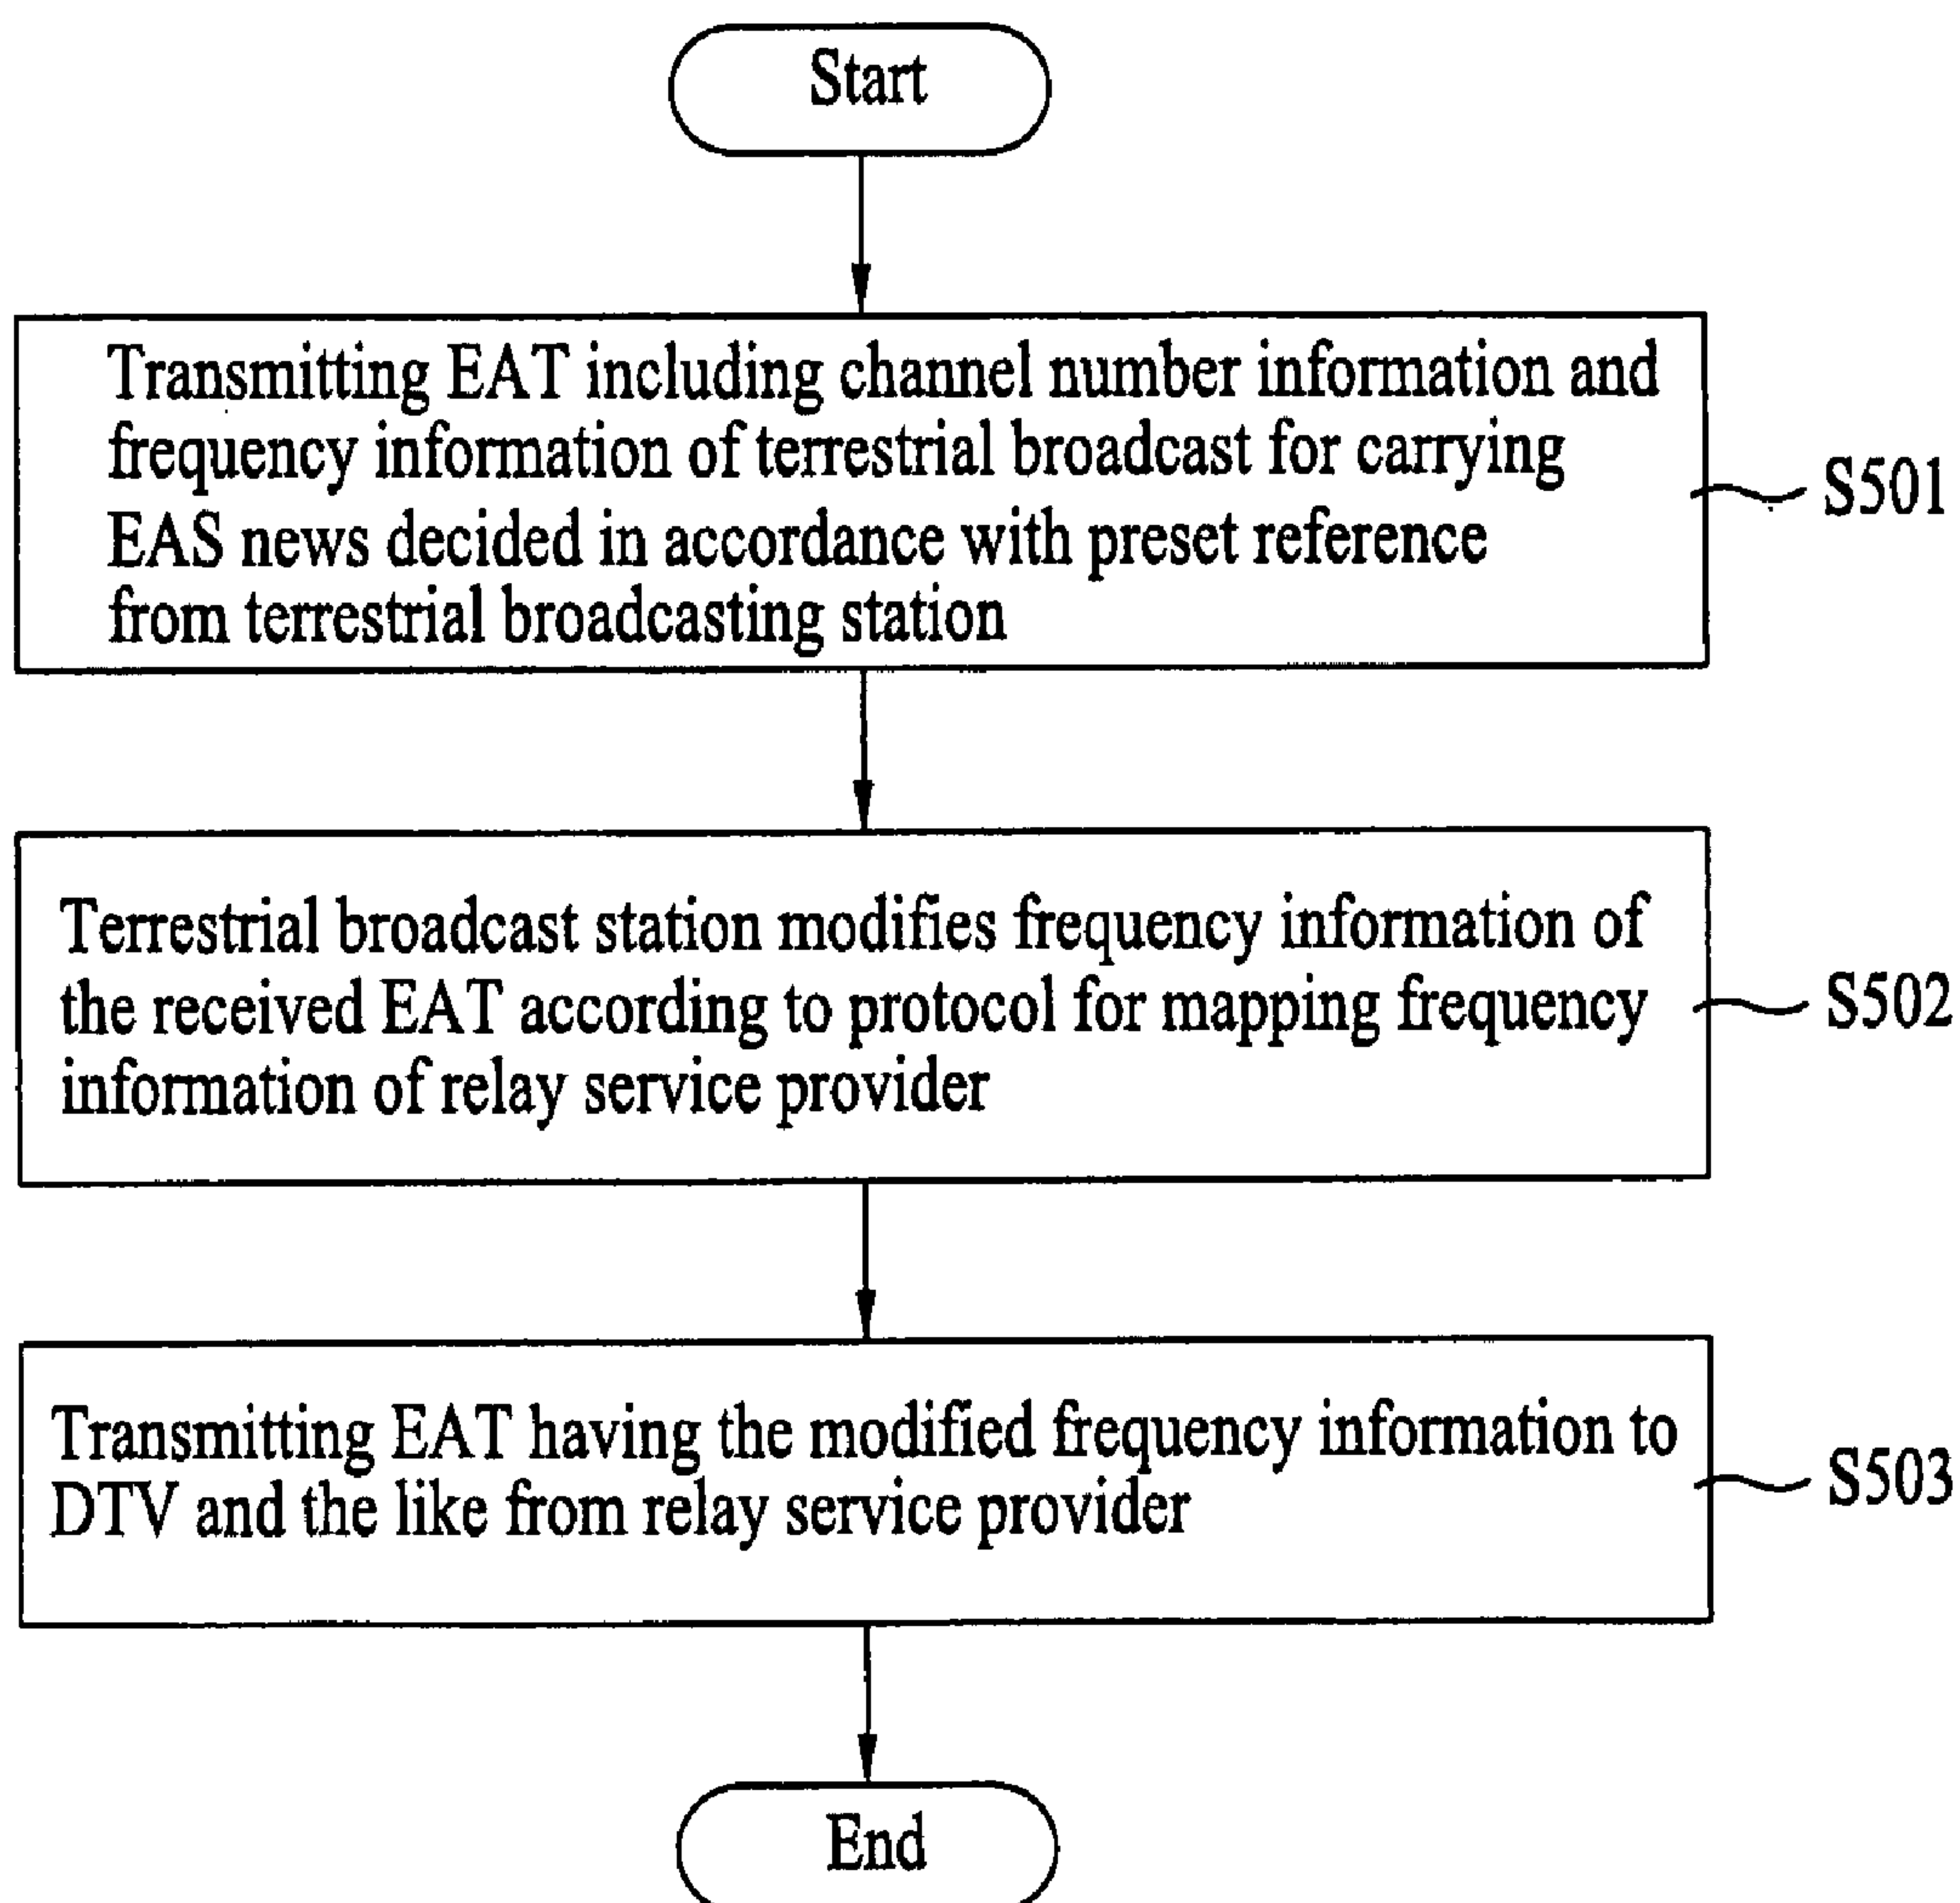 Start
Transmitting EAT including channel number information and
frequency information of terrestrial broadcast for carrying
EAS news decided in accordance with preset reference
from terrestrial broadcasting station
S501
Terrestrial broadcast station modifies frequency information of
the received EAT according to protocol for mapping frequency
information of relay service provider
S502
Transmitting EAT having the modified frequency information to
DTV and the like from relay service provider
S503
End